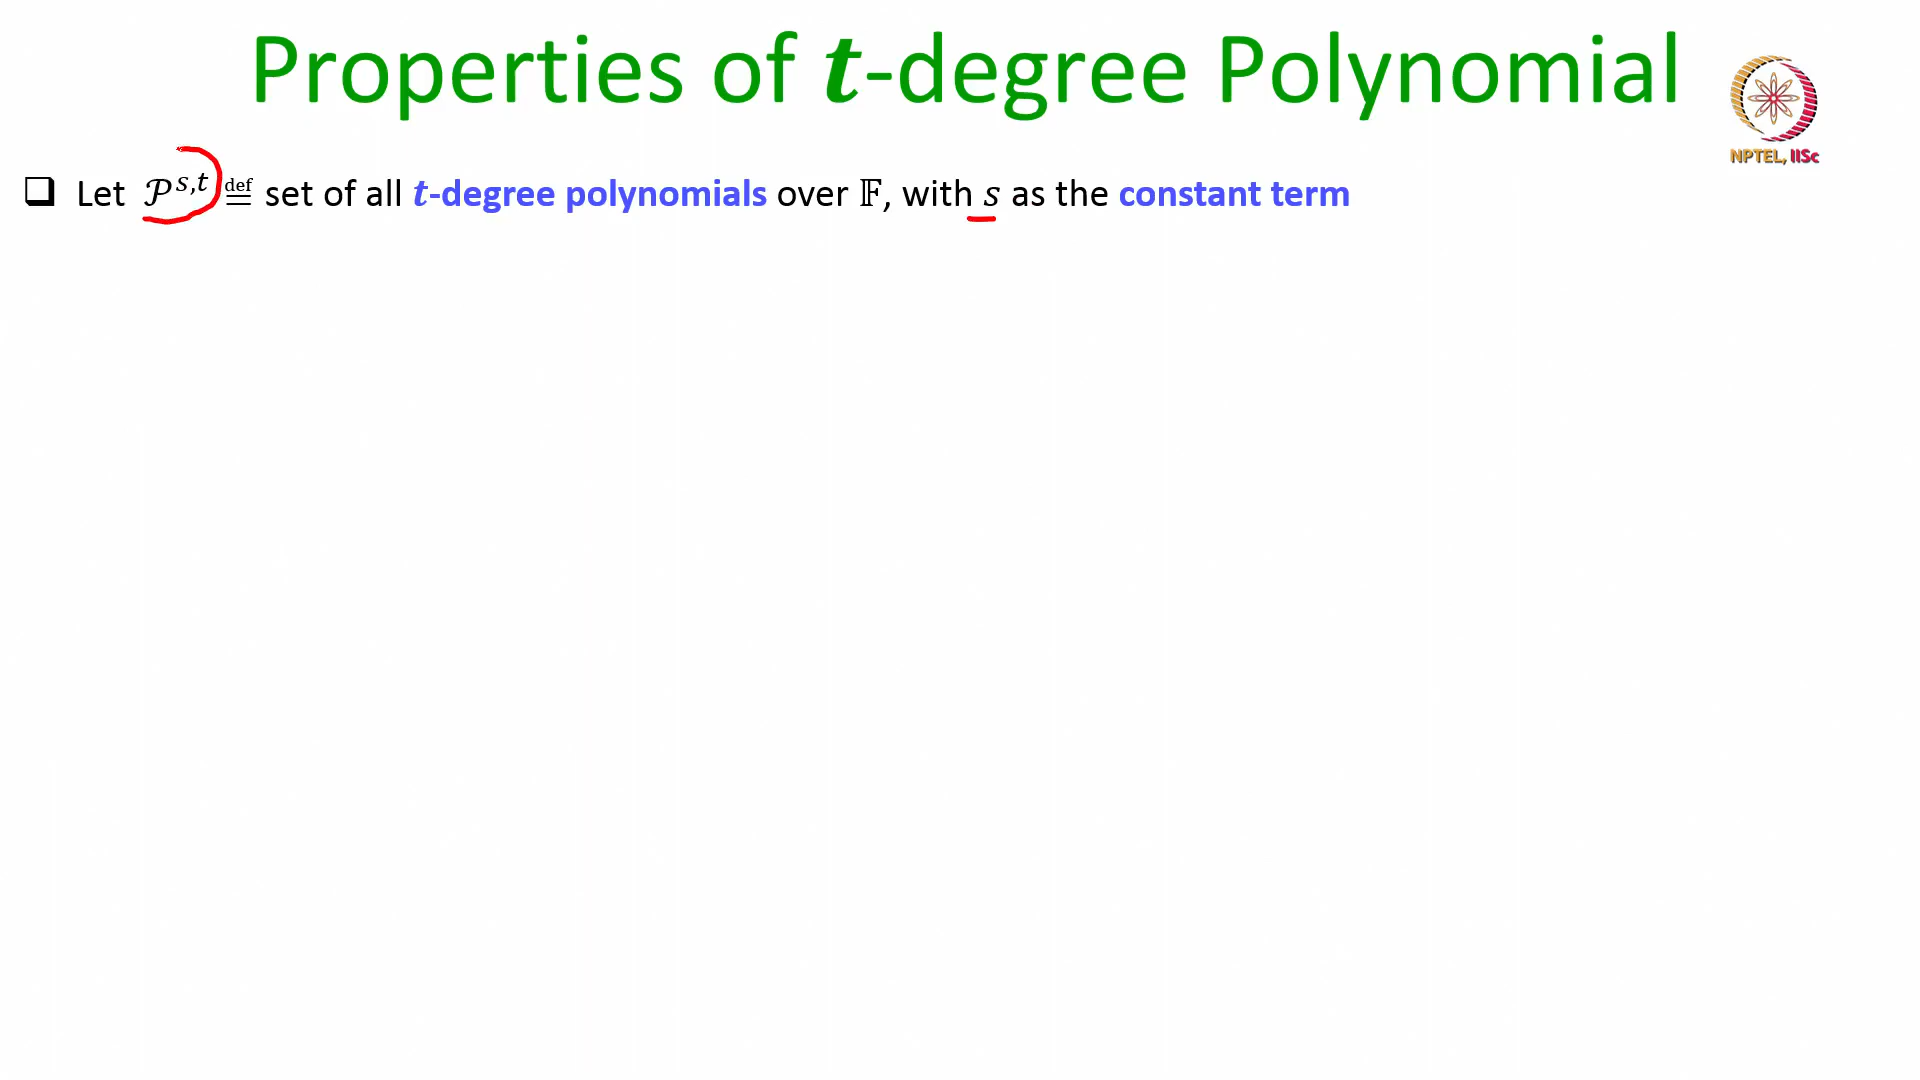 Properties of t-degree Polynomial
NPTEL, IISc
❑ Let 𝒫^{s,t} ≝ set of all t-degree polynomials over 𝔽, with s as the constant term